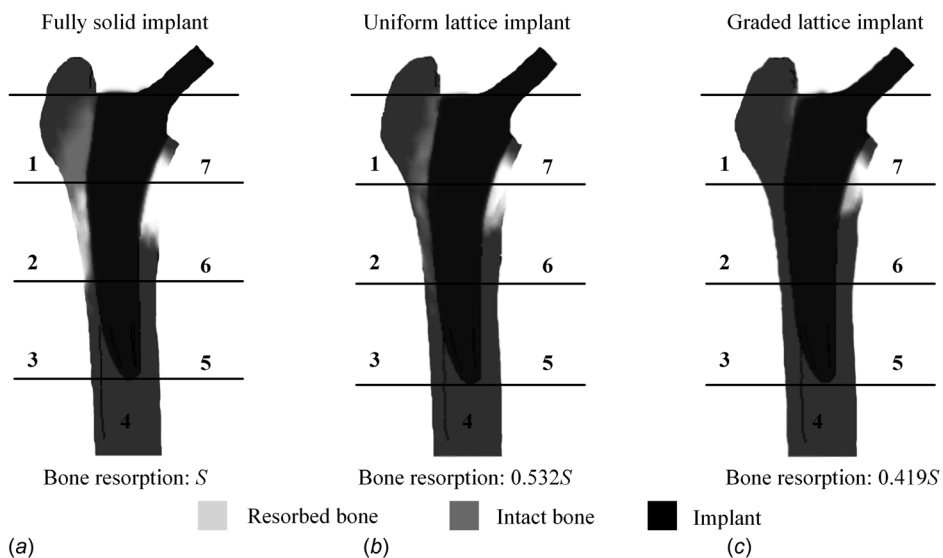 Fully solid implant
Uniform lattice implant
Graded lattice implant
1
7
1
7
1
7
2
6
2
6
2
6
3
5
3
5
3
5
4
4
4
Bone resorption: S
Bone resorption: 0.532S
Bone resorption: 0.419S
Resorbed bone
Intact bone
Implant
(a)
(b)
(c)